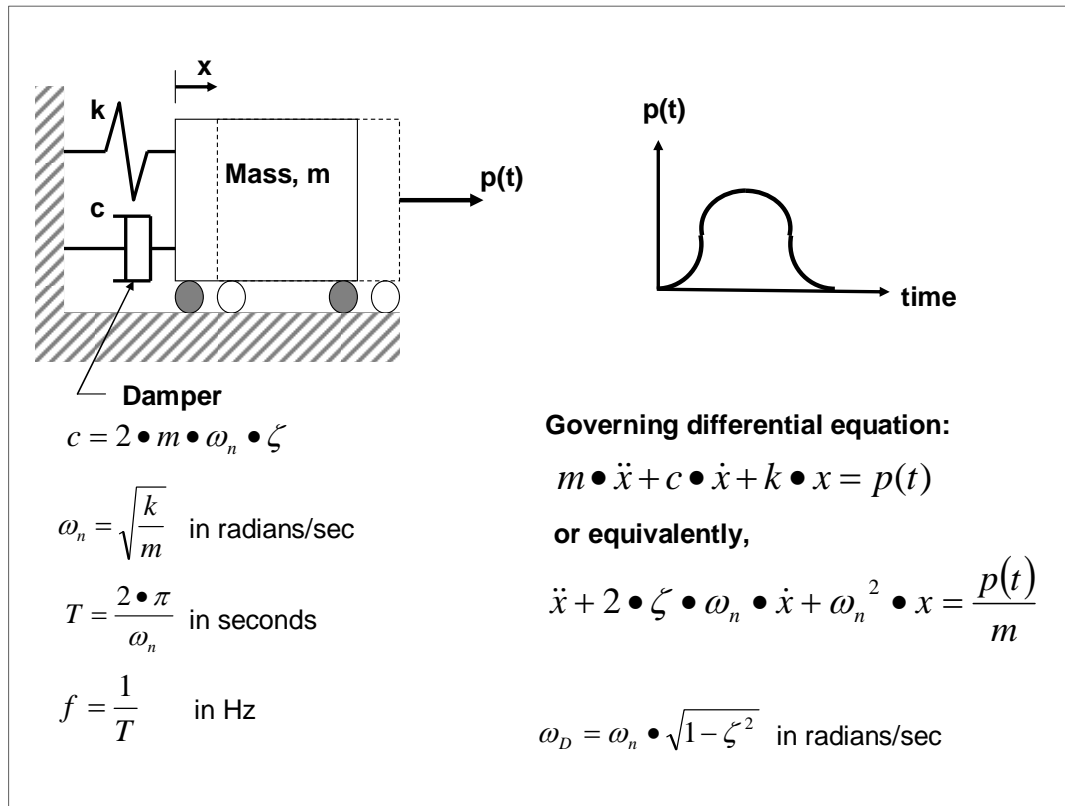 x
k
Mass, m
p(t)
c
Damper
p(t)
time
c = 2 • m • ω_n • ζ
ω_n = √(k/m) in radians/sec
T = (2 • π)/ω_n in seconds
f = 1/T in Hz
Governing differential equation:
m • ẍ + c • ẋ + k • x = p(t)
or equivalently,
ẍ + 2 • ζ • ω_n • ẋ + ω_n² • x = p(t)/m
ω_D = ω_n • √(1 − ζ²) in radians/sec